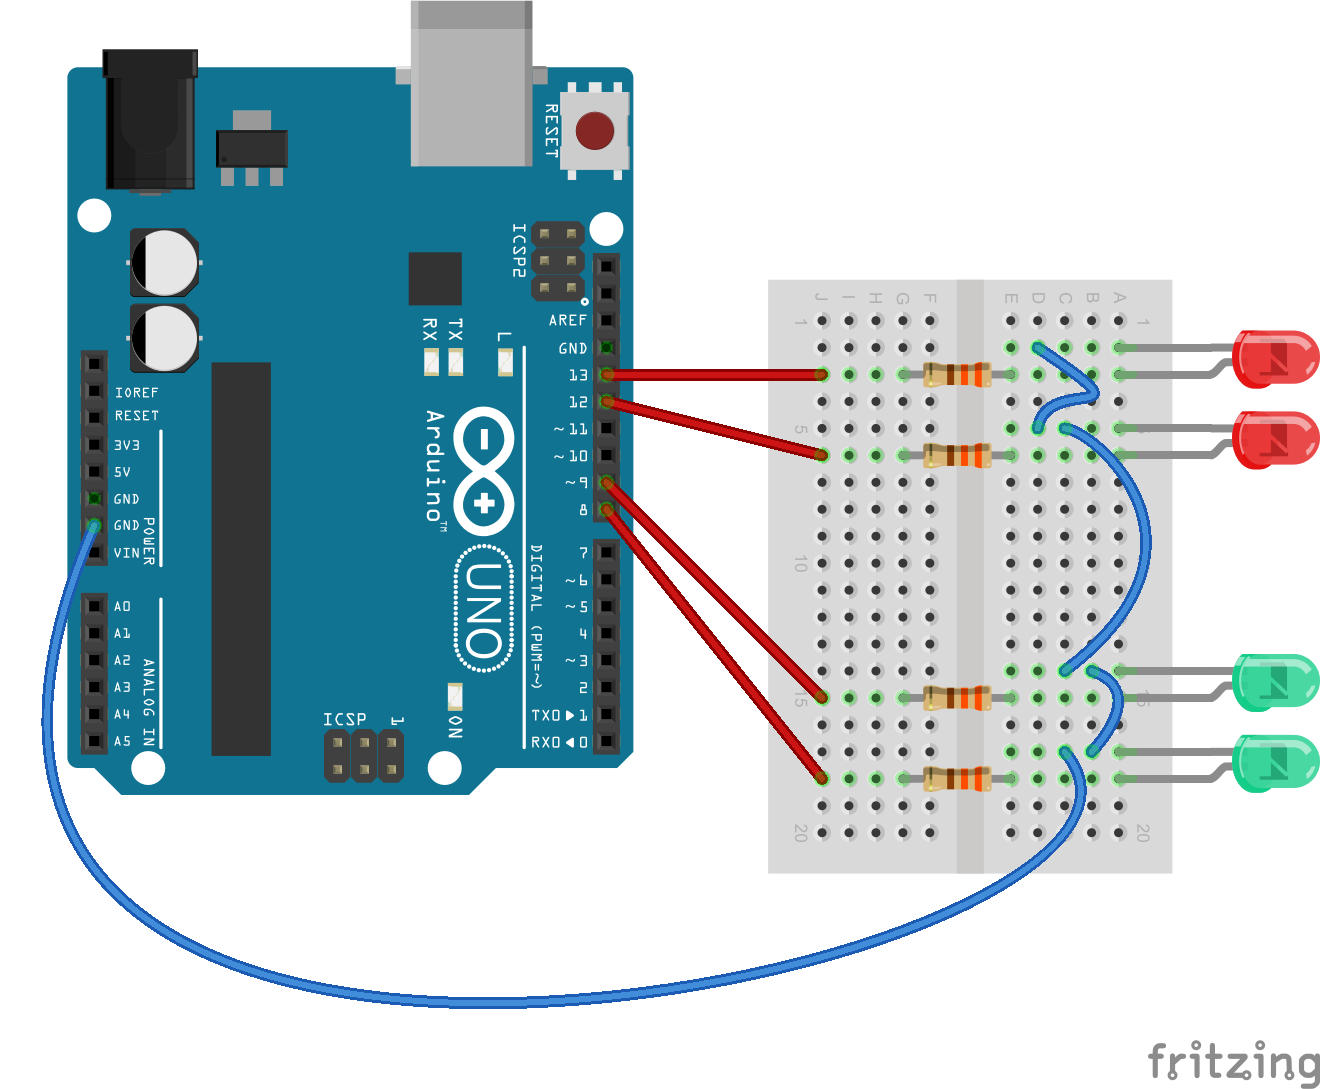 RESET
ICSP2
AREF
GND
13
12
~11
~10
~9
8
7
~6
~5
4
~3
2
TX0▶1
RX0◀0
RX
TX
L
Arduino™
UNO
DIGITAL (PWM=~)
IOREF
RESET
3V3
5V
GND
GND
VIN
POWER
A0
A1
A2
A3
A4
A5
ANALOG IN
ICSP
1
ON
J I H G F E D C B A
1 1
5
10
15 15
20 20
fritzing